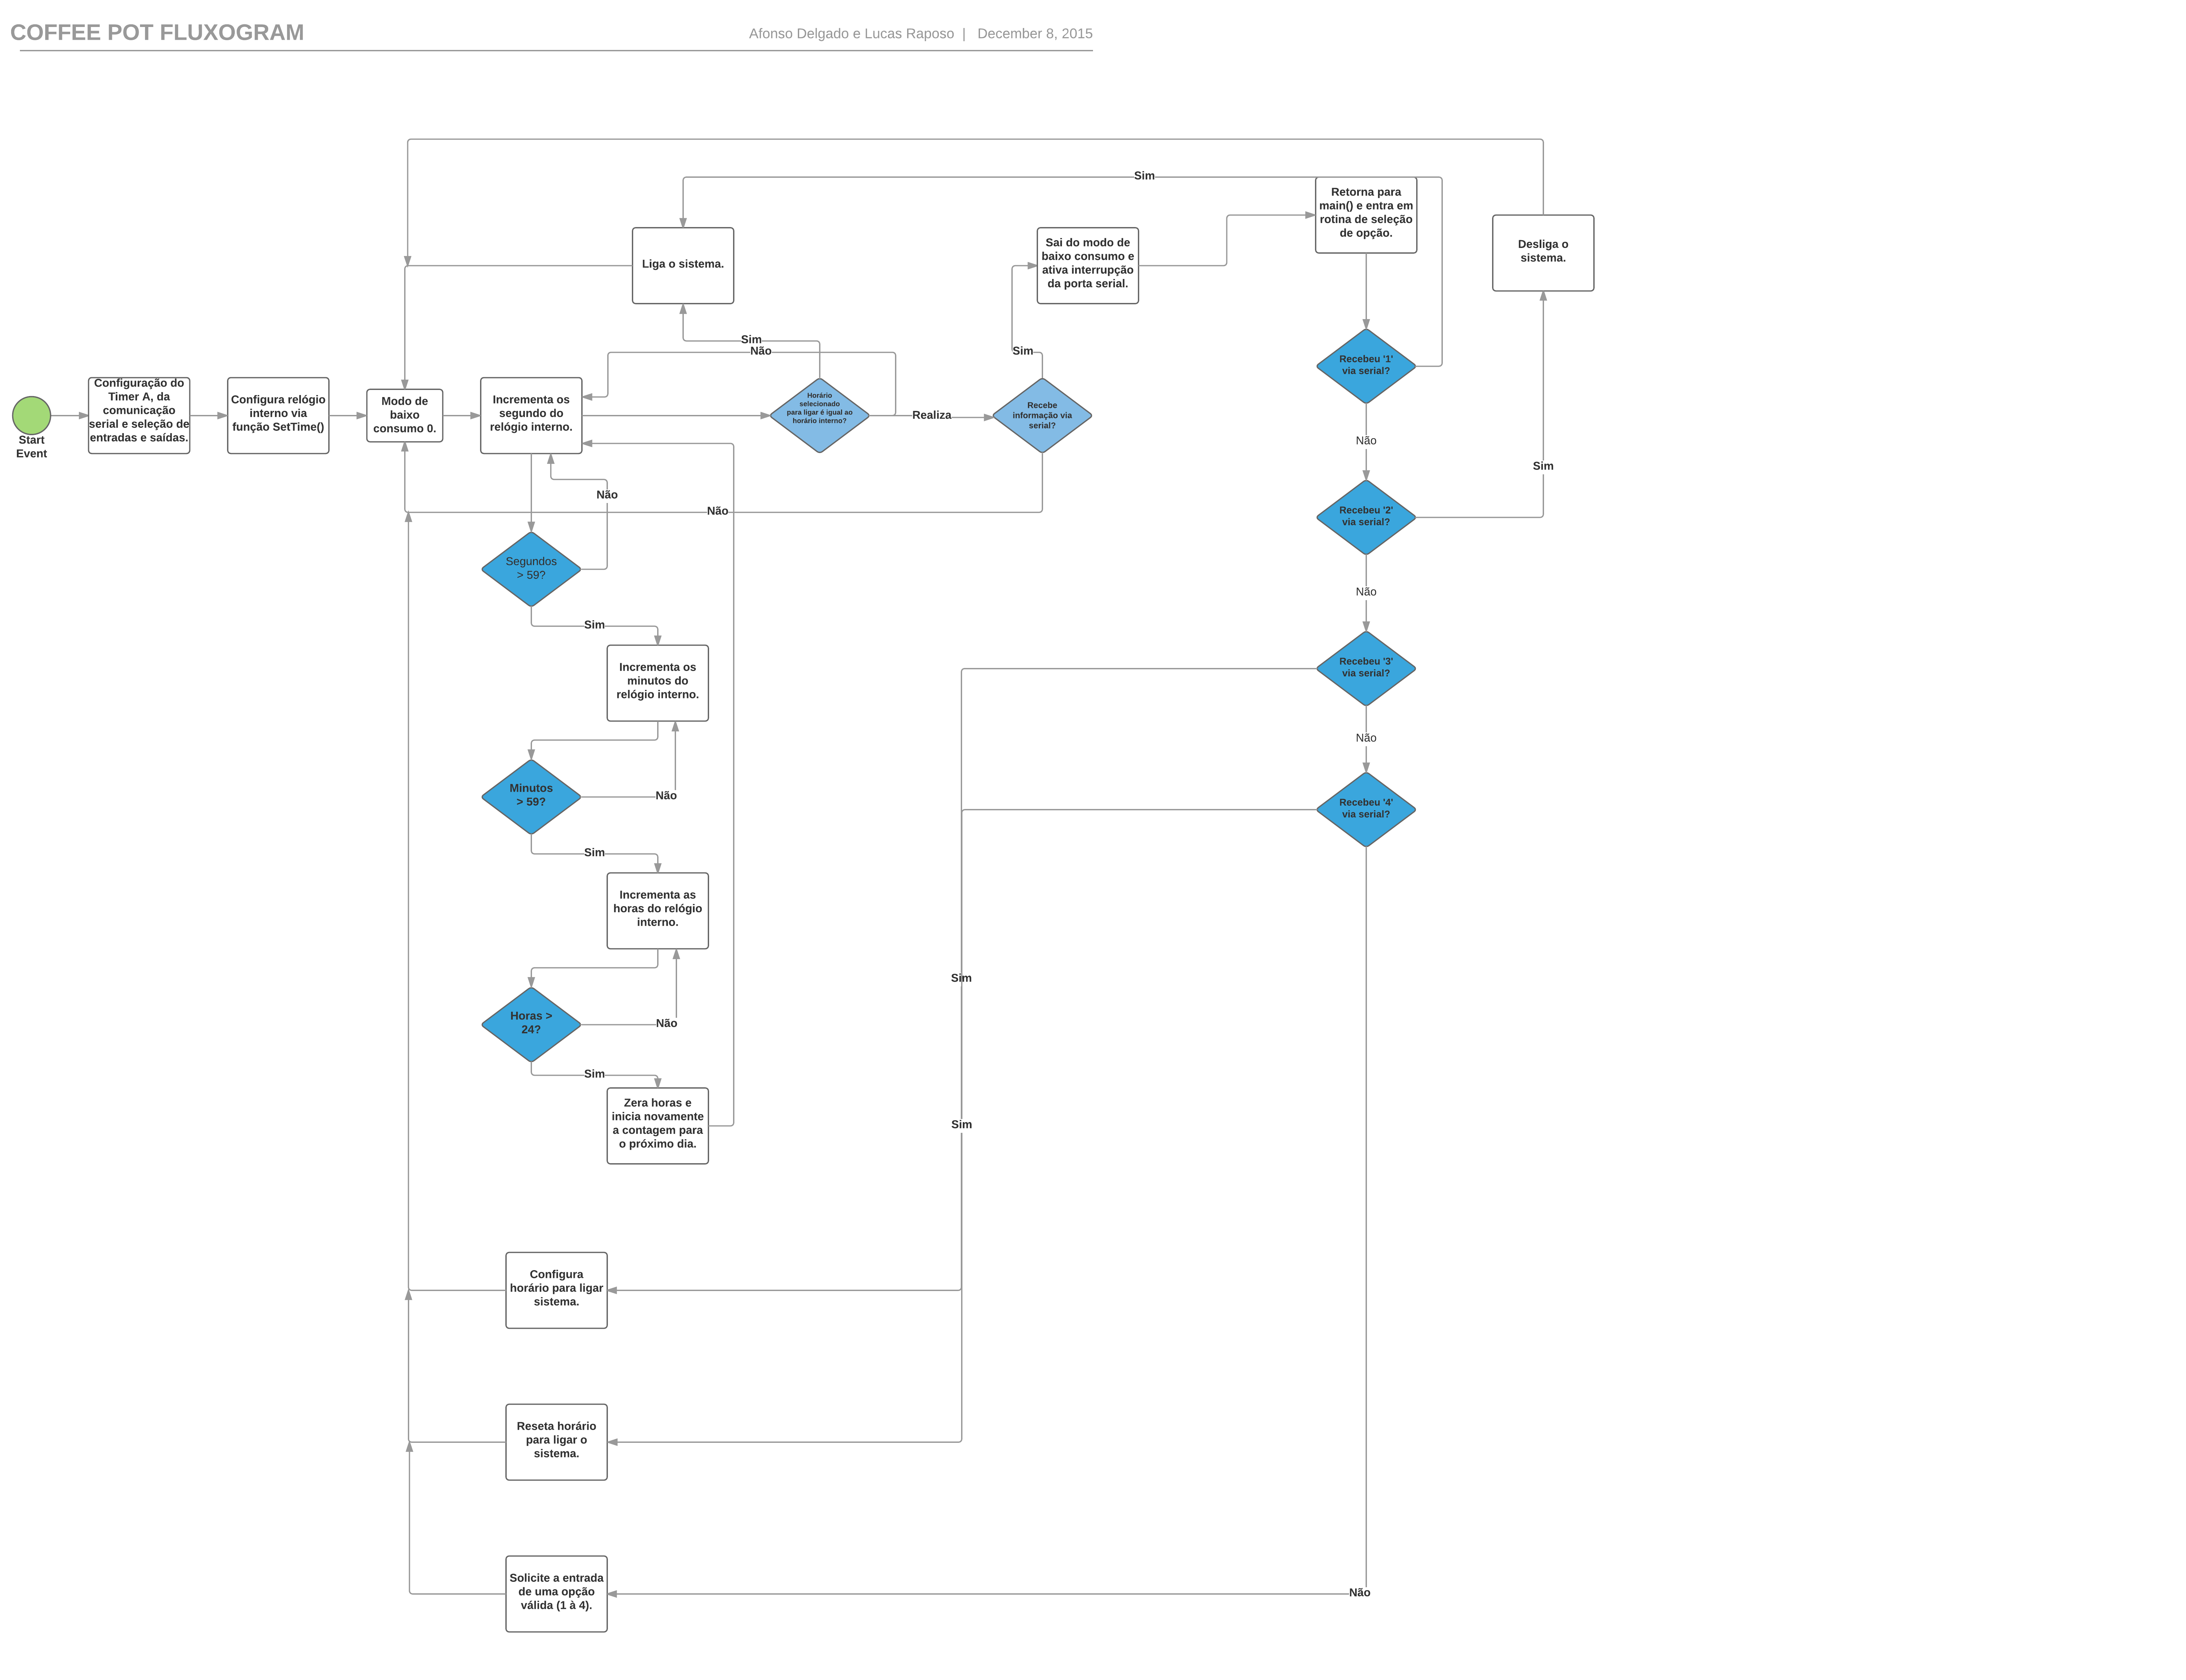 COFFEE POT FLUXOGRAM
Afonso Delgado e Lucas Raposo | December 8, 2015
Start
Event
Configuração do
Timer A, da
comunicação
serial e seleção de
entradas e saídas.
Configura relógio
interno via
função SetTime()
Modo de
baixo
consumo 0.
Incrementa os
segundo do
relógio interno.
Liga o sistema.
Sim
Não
Horário
selecionado
para ligar é igual ao
horário interno?
Realiza
Recebe
informação via
serial?
Sim
Sai do modo de
baixo consumo e
ativa interrupção
da porta serial.
Sim
Retorna para
main() e entra em
rotina de seleção
de opção.
Desliga o
sistema.
Recebeu '1'
via serial?
Não
Sim
Recebeu '2'
via serial?
Não
Recebeu '3'
via serial?
Não
Recebeu '4'
via serial?
Não
Não
Segundos
> 59?
Sim
Incrementa os
minutos do
relógio interno.
Minutos
> 59?
Não
Sim
Incrementa as
horas do relógio
interno.
Horas >
24?
Não
Sim
Zera horas e
inicia novamente
a contagem para
o próximo dia.
Sim
Sim
Configura
horário para ligar
sistema.
Reseta horário
para ligar o
sistema.
Solicite a entrada
de uma opção
válida (1 à 4).
Não